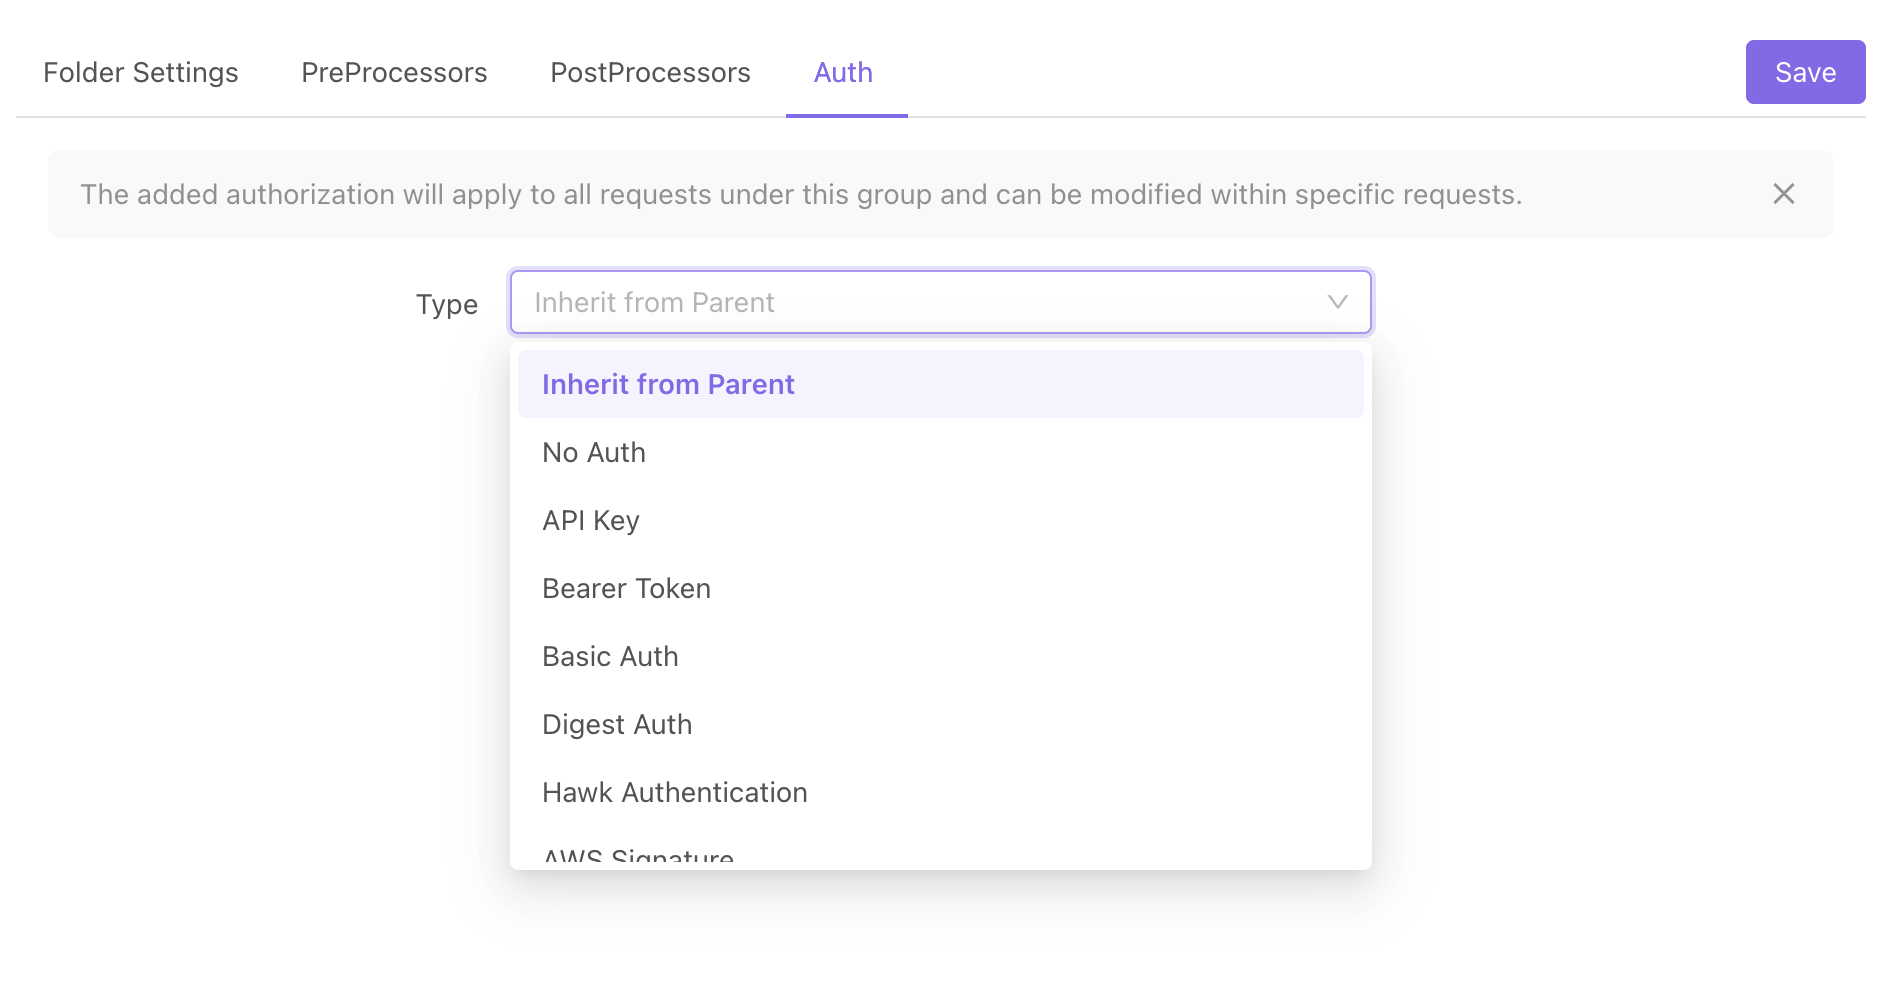 Folder Settings PreProcessors PostProcessors Auth Save
The added authorization will apply to all requests under this group and can be modified within specific requests.
Type Inherit from Parent
Inherit from Parent
No Auth
API Key
Bearer Token
Basic Auth
Digest Auth
Hawk Authentication
AWS Signature